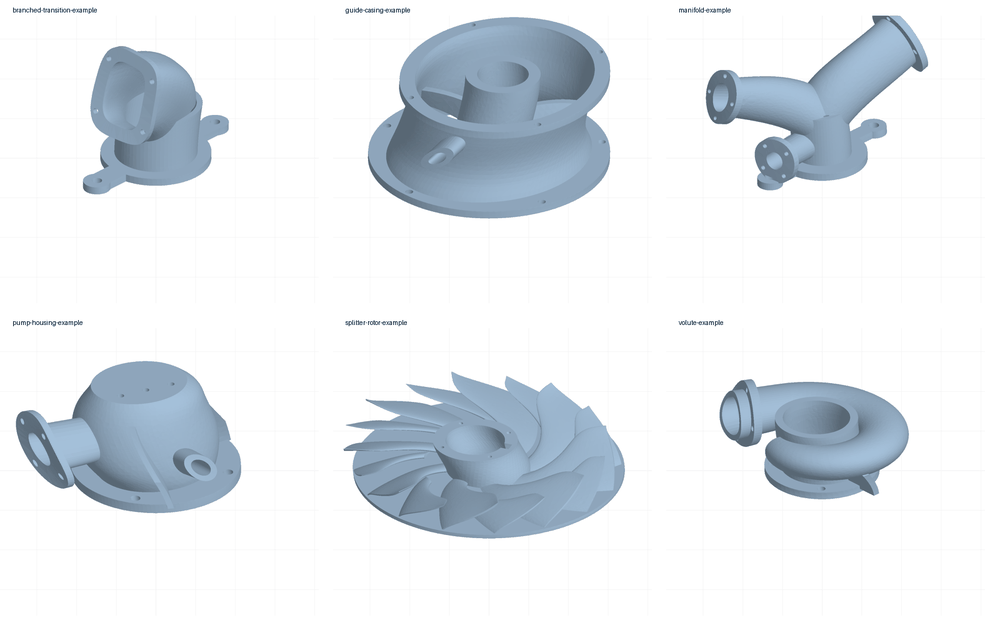 branched-transition-example
guide-casing-example
manifold-example
pump-housing-example
splitter-rotor-example
volute-example